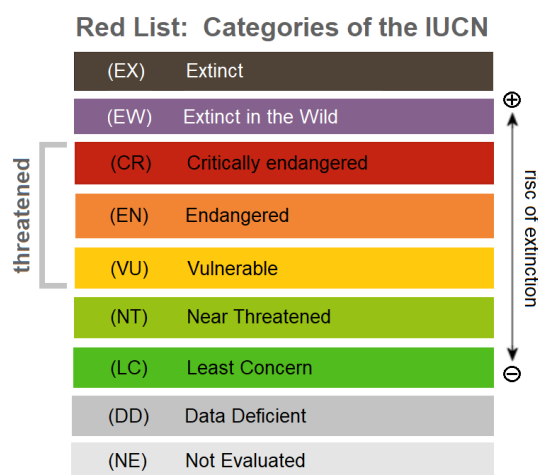 Red List: Categories of the IUCN
(EX) Extinct
(EW) Extinct in the Wild
(CR) Critically endangered
(EN) Endangered
(VU) Vulnerable
(NT) Near Threatened
(LC) Least Concern
(DD) Data Deficient
(NE) Not Evaluated
threatened
+
risc of extinction
−